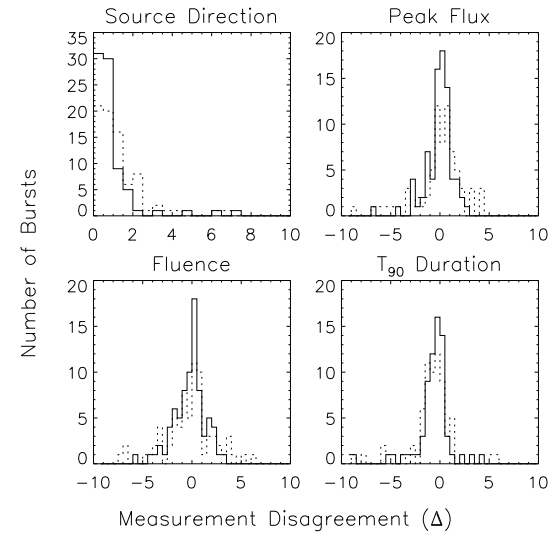 Source Direction
Peak Flux
35
30
25
20
15
10
5
0
20
15
10
5
0
0 2 4 6 8 10
-10 -5 0 5 10
Number of Bursts
Fluence
T90 Duration
20
15
10
5
0
20
15
10
5
0
-10 -5 0 5 10
-10 -5 0 5 10
Measurement Disagreement (Δ)